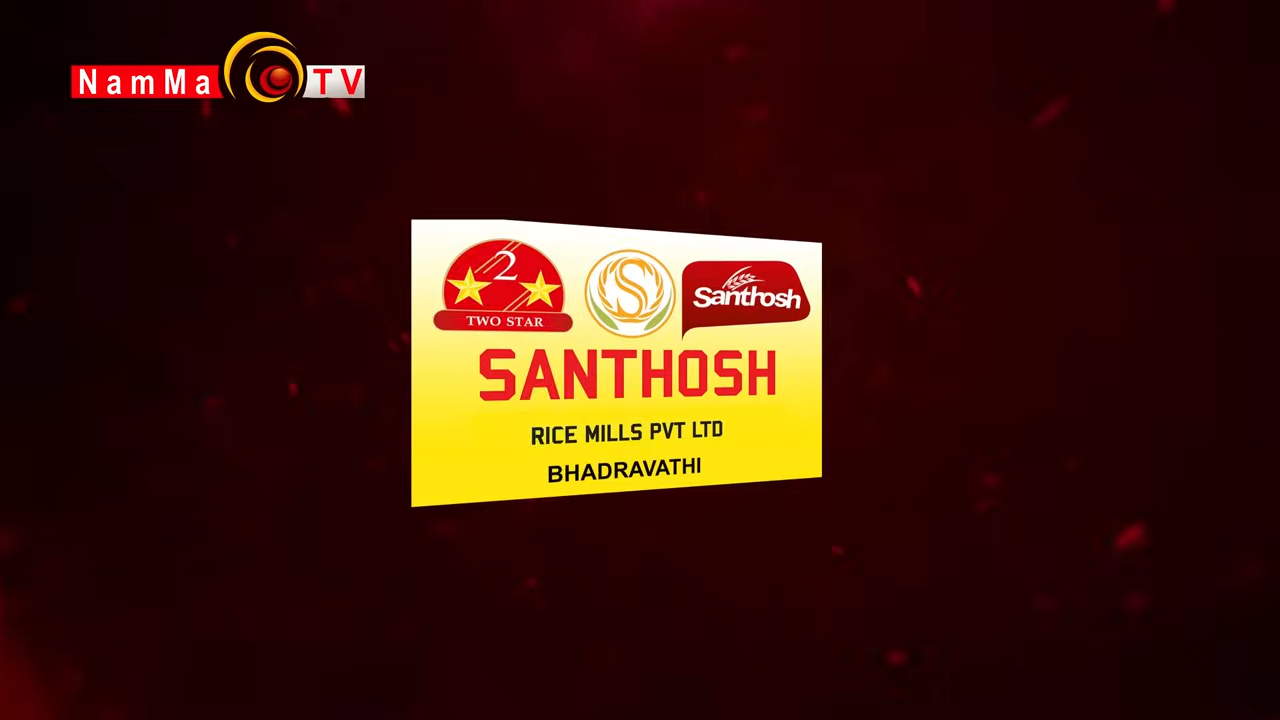 NamMa TV
2
TWO STAR
S
Santhosh
SANTHOSH
RICE MILLS PVT LTD
BHADRAVATHI